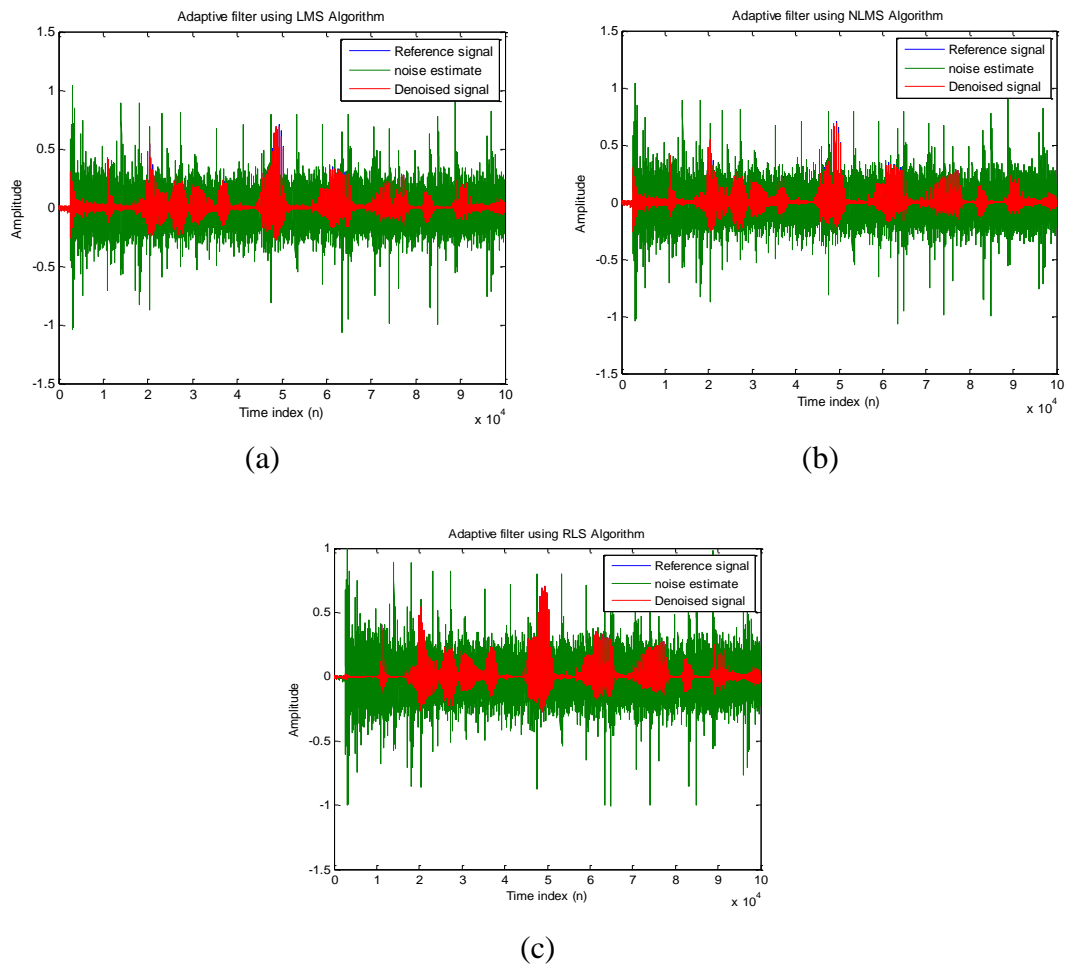 Adaptive filter using LMS Algorithm
1.5
1
0.5
0
-0.5
-1
-1.5
Amplitude
Reference signal
noise estimate
Denoised signal
0 1 2 3 4 5 6 7 8 9 10
Time index (n)
x 10^4
(a)
Adaptive filter using NLMS Algorithm
1.5
1
0.5
0
-0.5
-1
-1.5
Amplitude
Reference signal
noise estimate
Denoised signal
0 1 2 3 4 5 6 7 8 9 10
Time index (n)
x 10^4
(b)
Adaptive filter using RLS Algorithm
1
0.5
0
-0.5
-1
-1.5
Amplitude
Reference signal
noise estimate
Denoised signal
0 1 2 3 4 5 6 7 8 9 10
Time index (n)
x 10^4
(c)